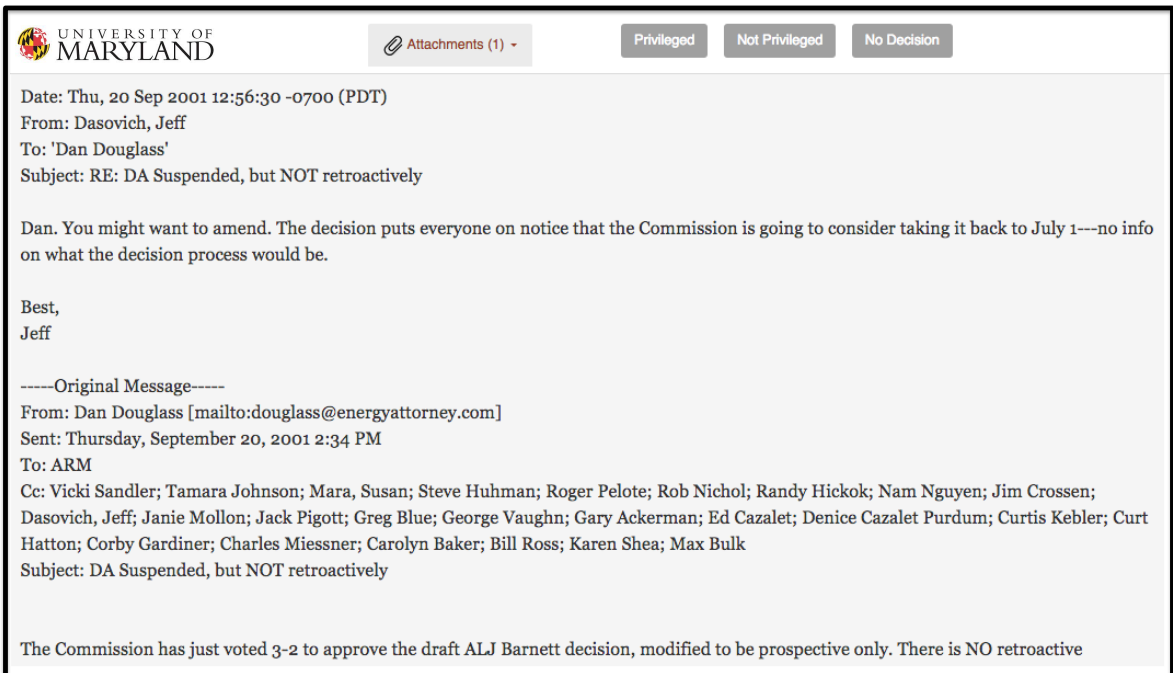 UNIVERSITY OF
MARYLAND
Attachments (1)
Privileged
Not Privileged
No Decision
Date: Thu, 20 Sep 2001 12:56:30 -0700 (PDT)
From: Dasovich, Jeff
To: 'Dan Douglass'
Subject: RE: DA Suspended, but NOT retroactively
Dan. You might want to amend. The decision puts everyone on notice that the Commission is going to consider taking it back to July 1---no info
on what the decision process would be.
Best,
Jeff
-----Original Message-----
From: Dan Douglass [mailto:douglass@energyattorney.com]
Sent: Thursday, September 20, 2001 2:34 PM
To: ARM
Cc: Vicki Sandler; Tamara Johnson; Mara, Susan; Steve Huhman; Roger Pelote; Rob Nichol; Randy Hickok; Nam Nguyen; Jim Crossen;
Dasovich, Jeff; Janie Mollon; Jack Pigott; Greg Blue; George Vaughn; Gary Ackerman; Ed Cazalet; Denice Cazalet Purdum; Curtis Kebler; Curt
Hatton; Corby Gardiner; Charles Miessner; Carolyn Baker; Bill Ross; Karen Shea; Max Bulk
Subject: DA Suspended, but NOT retroactively
The Commission has just voted 3-2 to approve the draft ALJ Barnett decision, modified to be prospective only. There is NO retroactive